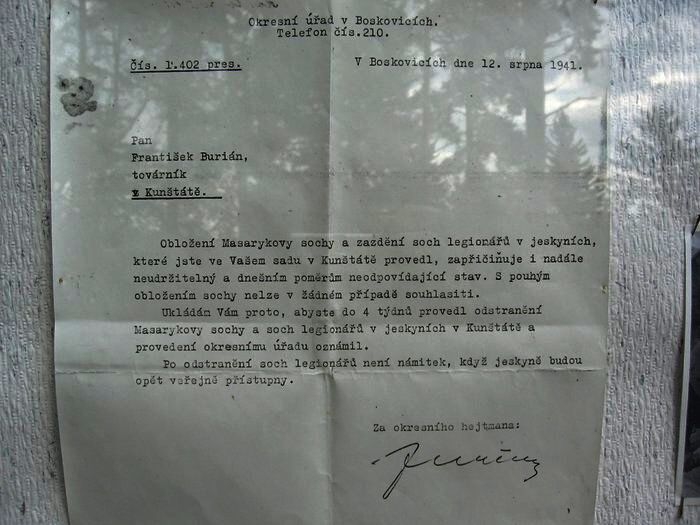 Okresní úřad v Boskovicích.
Telefon čís.210.
Čís. 1.402 pres.
V Boskovicích dne 12. srpna 1941.
Pan
František Burián,
továrník
z Kunštátě.
Obložení Masarykovy sochy a zazdění soch legionářů v jeskyních,
které jste ve Vašem sadu v Kunštátě provedl, zapříčiňuje i nadále
neudržitelný a dnešním poměrům neodpovídající stav. S pouhým
obložením sochy nelze v žádném případě souhlasiti.
Ukládám Vám proto, abyste do 4 týdnů provedl odstranění
Masarykovy sochy a soch legionářů v jeskyních v Kunštátě a
provedení okresnímu úřadu oznámil.
Po odstranění soch legionářů není námitek, když jeskyně budou
opět veřejně přístupny.
Za okresního hejtmana: